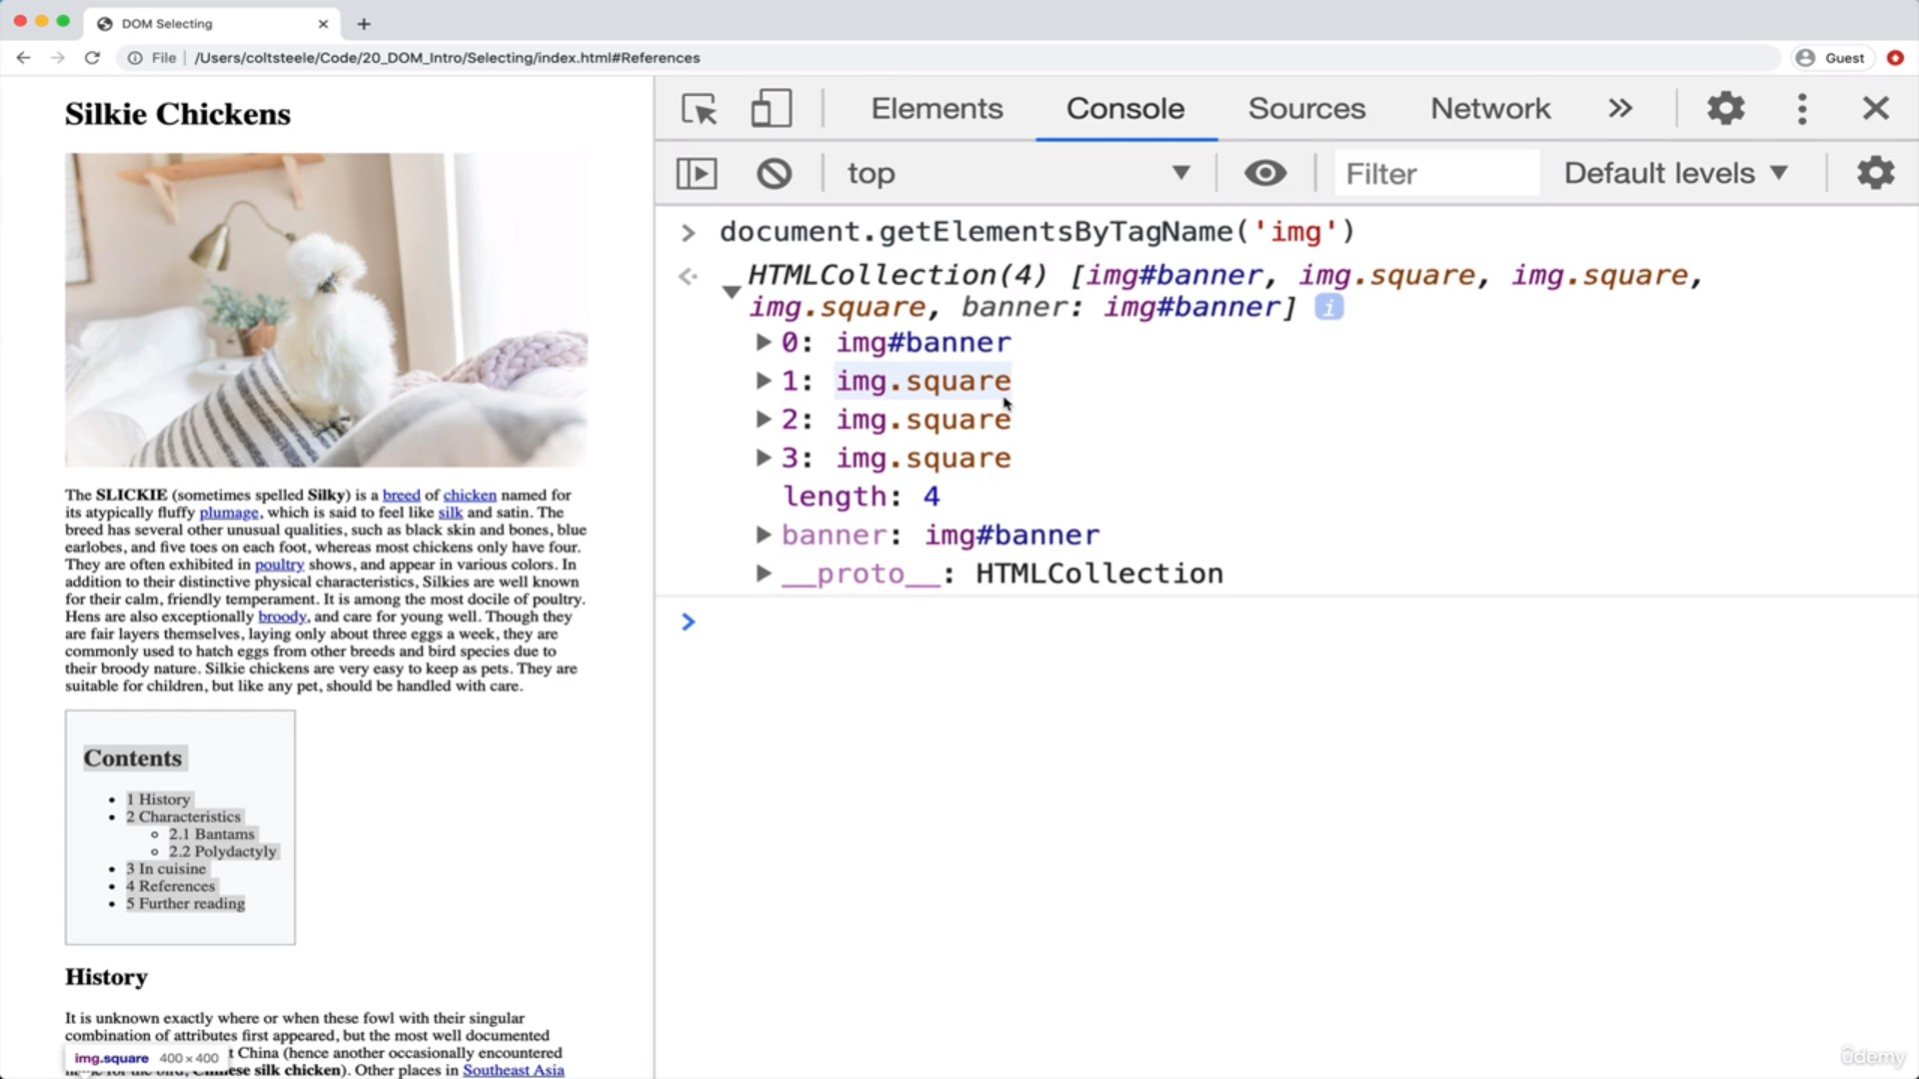 DOM Selecting
File | /Users/coltsteele/Code/20_DOM_Intro/Selecting/index.html#References
Guest
Silkie Chickens
The SLICKIE (sometimes spelled Silky) is a breed of chicken named for
its atypically fluffy plumage, which is said to feel like silk and satin. The
breed has several other unusual qualities, such as black skin and bones, blue
earlobes, and five toes on each foot, whereas most chickens only have four.
They are often exhibited in poultry shows, and appear in various colors. In
addition to their distinctive physical characteristics, Silkies are well known
for their calm, friendly temperament. It is among the most docile of poultry.
Hens are also exceptionally broody, and care for young well. Though they
are fair layers themselves, laying only about three eggs a week, they are
commonly used to hatch eggs from other breeds and bird species due to
their broody nature. Silkie chickens are very easy to keep as pets. They are
suitable for children, but like any pet, should be handled with care.
Contents
1 History
2 Characteristics
2.1 Bantams
2.2 Polydactyly
3 In cuisine
4 References
5 Further reading
History
It is unknown exactly where or when these fowl with their singular
combination of attributes first appeared, but the most well documented
t China (hence another occasionally encountered
silk chicken). Other places in Southeast Asia
img.square 400 × 400
Elements Console Sources Network »
top Filter Default levels
> document.getElementsByTagName('img')
HTMLCollection(4) [img#banner, img.square, img.square,
img.square, banner: img#banner] i
0: img#banner
1: img.square
2: img.square
3: img.square
length: 4
banner: img#banner
__proto__: HTMLCollection
>
ûdemy